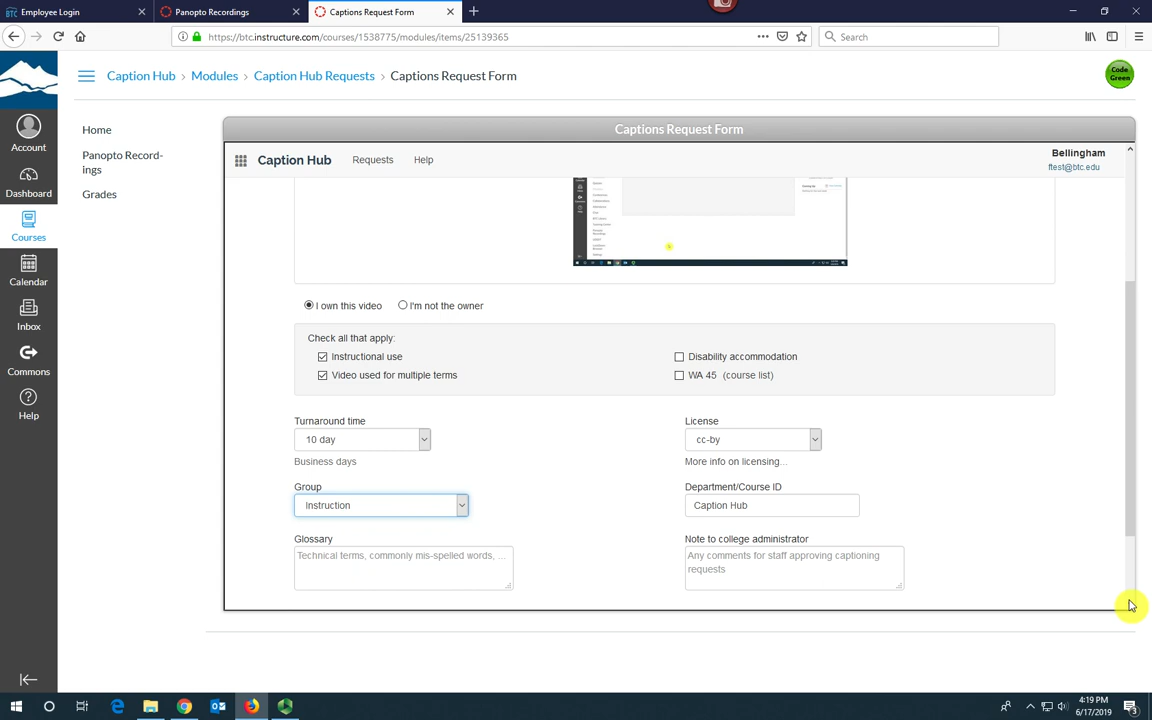 BTC Employee Login
Panopto Recordings
Captions Request Form
https://btc.instructure.com/courses/1538775/modules/items/25139365
Search
Caption Hub > Modules > Caption Hub Requests > Captions Request Form
Code Green
Account
Dashboard
Courses
Calendar
Inbox
Commons
Help
Home
Panopto Record-
ings
Grades
Captions Request Form
Caption Hub Requests Help
Bellingham
ftest@btc.edu
I own this video I'm not the owner
Check all that apply:
Instructional use Disability accommodation
Video used for multiple terms WA 45 (course list)
Turnaround time License
10 day cc-by
Business days More info on licensing...
Group Department/Course ID
Instruction Caption Hub
Glossary Note to college administrator
Technical terms, commonly mis-spelled words, ... Any comments for staff approving captioning
requests
4:19 PM
6/17/2019
3